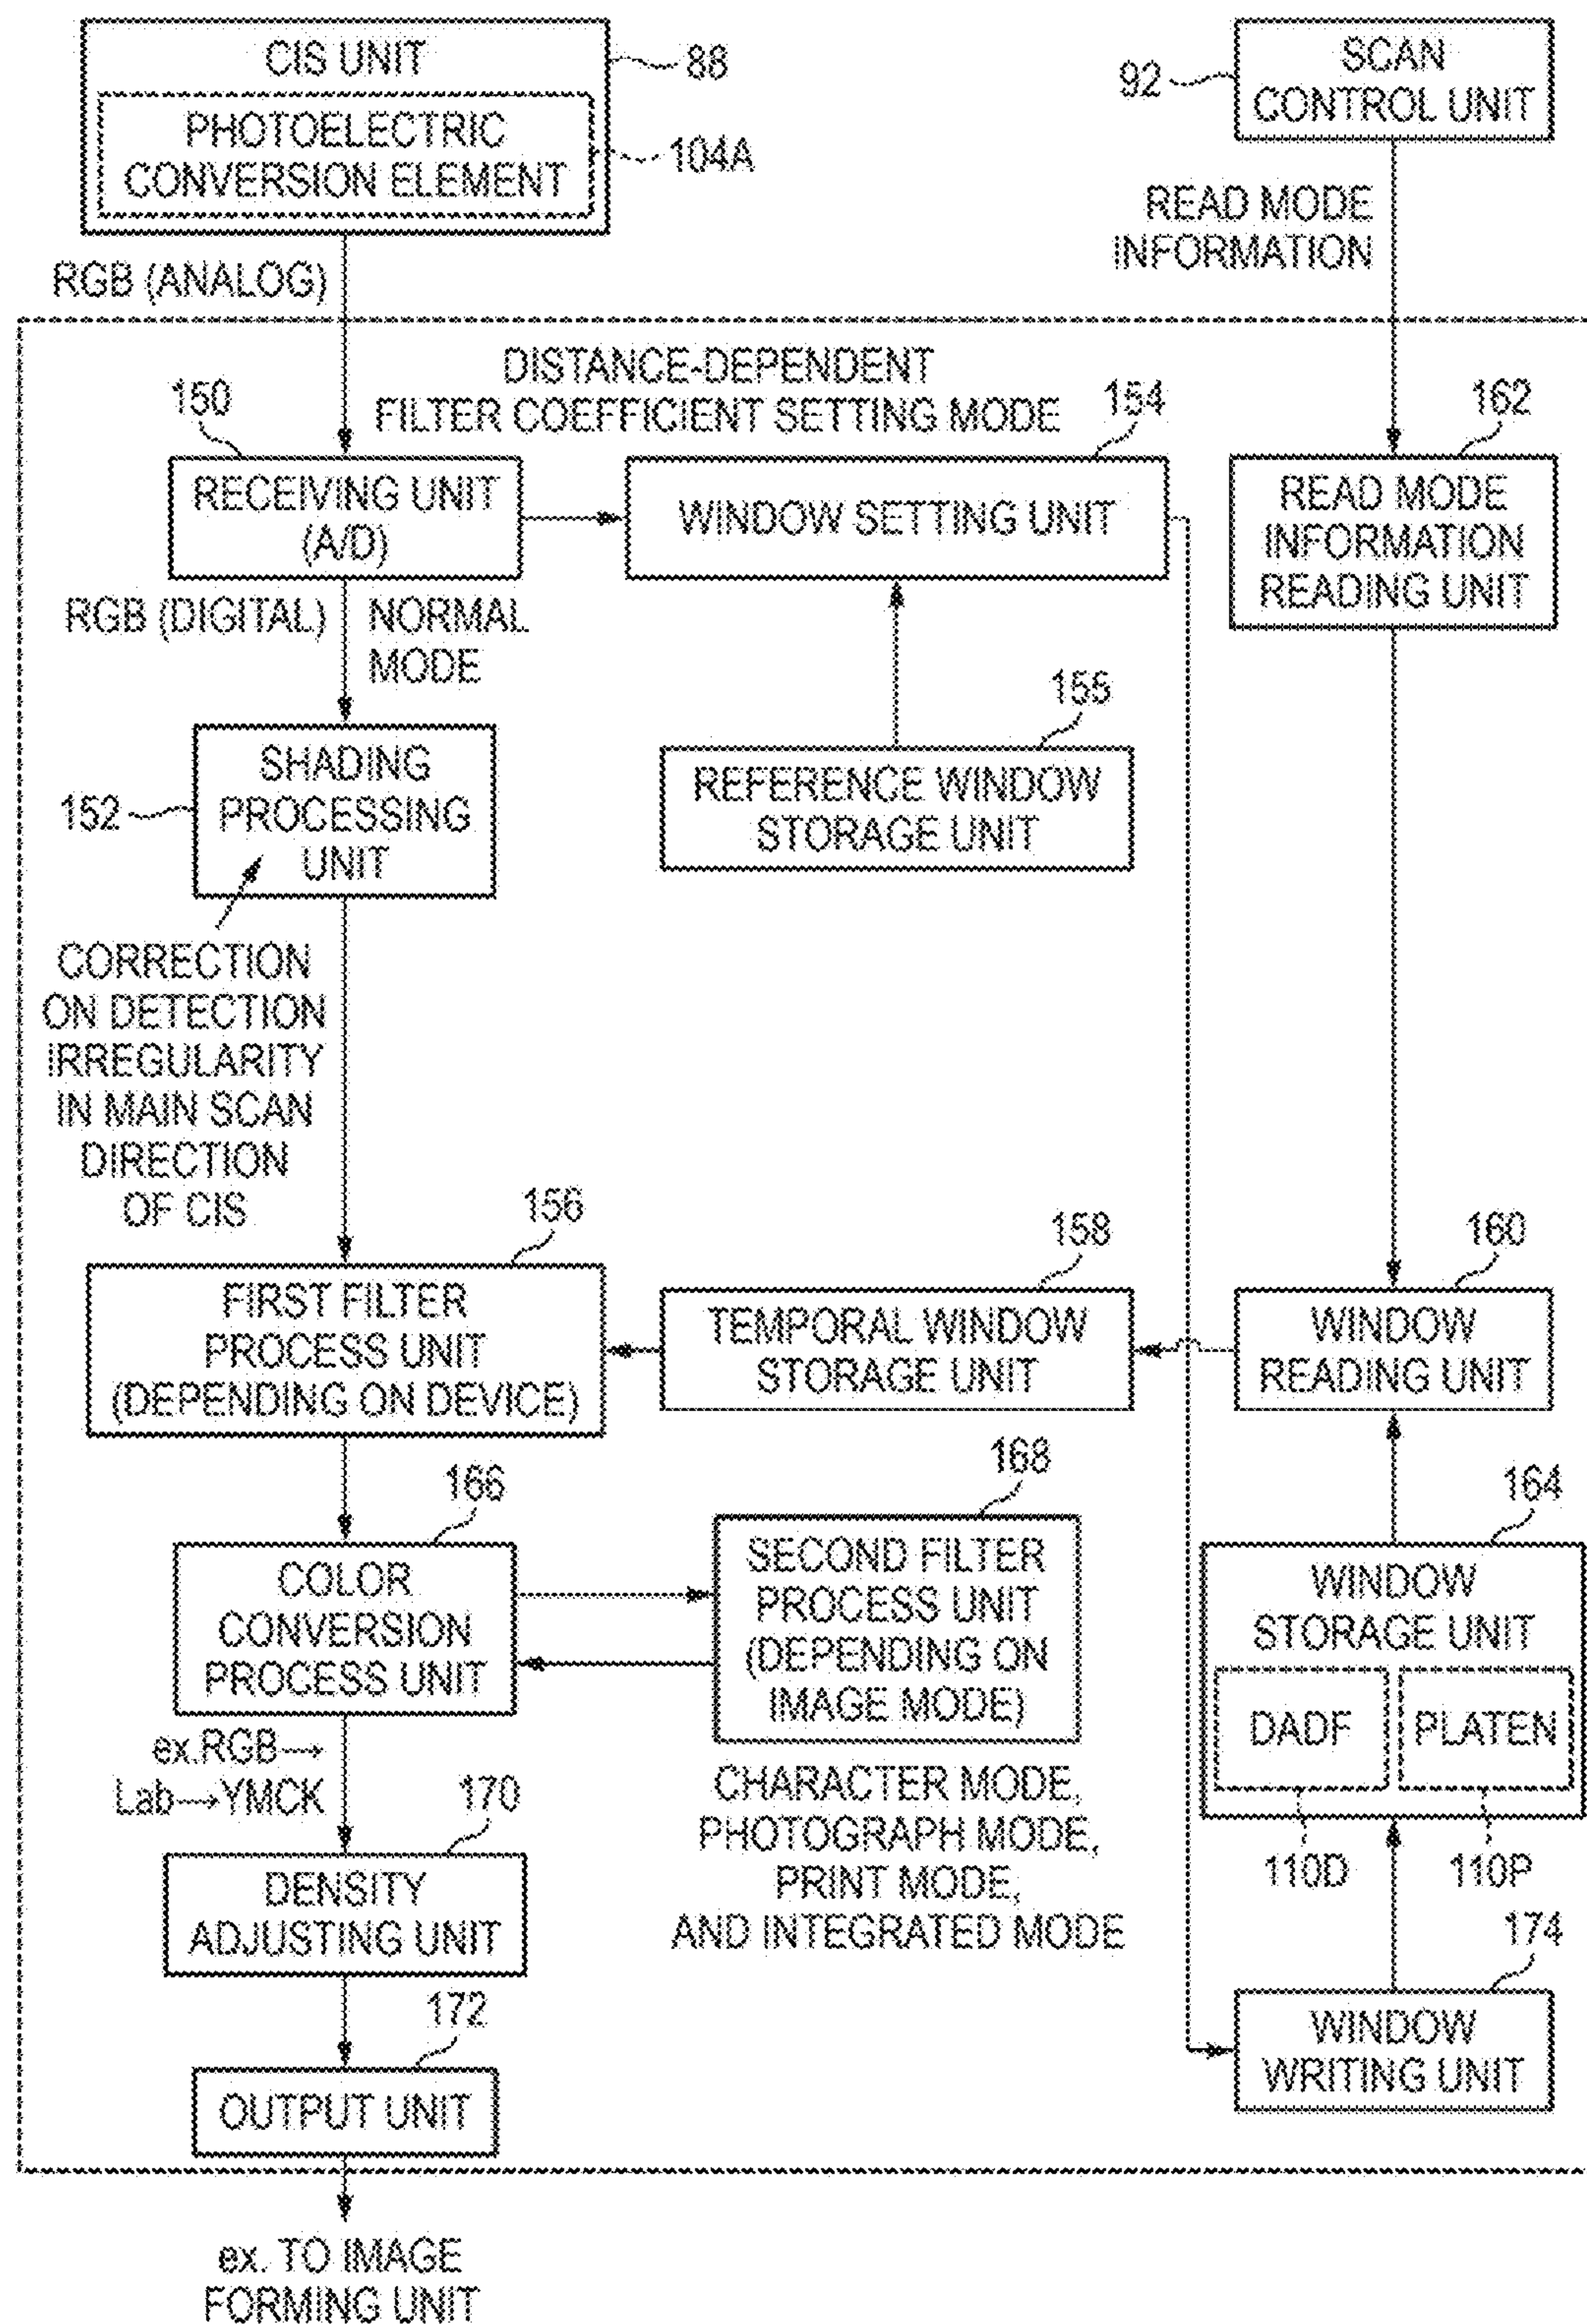 CIS UNIT
88
PHOTOELECTRIC
CONVERSION ELEMENT
104A
SCAN
CONTROL UNIT
92
RGB (ANALOG)
READ MODE
INFORMATION
DISTANCE-DEPENDENT
FILTER COEFFICIENT SETTING MODE
150
RECEIVING UNIT
(A/D)
154
WINDOW SETTING UNIT
162
READ MODE
INFORMATION
READING UNIT
RGB (DIGITAL)
NORMAL
MODE
152
SHADING
PROCESSING
UNIT
155
REFERENCE WINDOW
STORAGE UNIT
CORRECTION
ON DETECTION
IRREGULARITY
IN MAIN SCAN
DIRECTION
OF CIS
156
FIRST FILTER
PROCESS UNIT
(DEPENDING ON DEVICE)
158
TEMPORAL WINDOW
STORAGE UNIT
160
WINDOW
READING UNIT
166
COLOR
CONVERSION
PROCESS UNIT
168
SECOND FILTER
PROCESS UNIT
(DEPENDING ON
IMAGE MODE)
164
WINDOW
STORAGE UNIT
DADF
PLATEN
110D
110P
ex.RGB→
Lab→YMCK
CHARACTER MODE,
PHOTOGRAPH MODE,
PRINT MODE,
AND INTEGRATED MODE
170
DENSITY
ADJUSTING UNIT
174
WINDOW
WRITING UNIT
172
OUTPUT UNIT
ex. TO IMAGE
FORMING UNIT